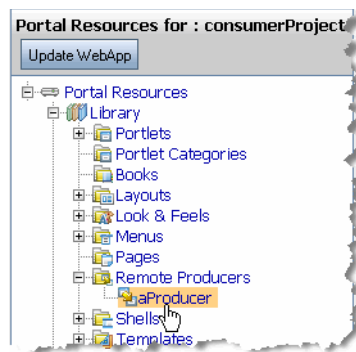 Portal Resources for : consumerProject
Update WebApp
Portal Resources
Library
Portlets
Portlet Categories
Books
Layouts
Look & Feels
Menus
Pages
Remote Producers
aProducer
Shells
Templates